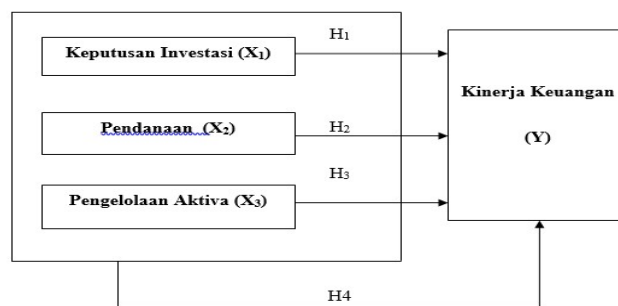 H₁
Keputusan Investasi (X₁)
Kinerja Keuangan
(Y)
Pendanaan (X₂)
H₂
H₃
Pengelolaan Aktiva (X₃)
H4